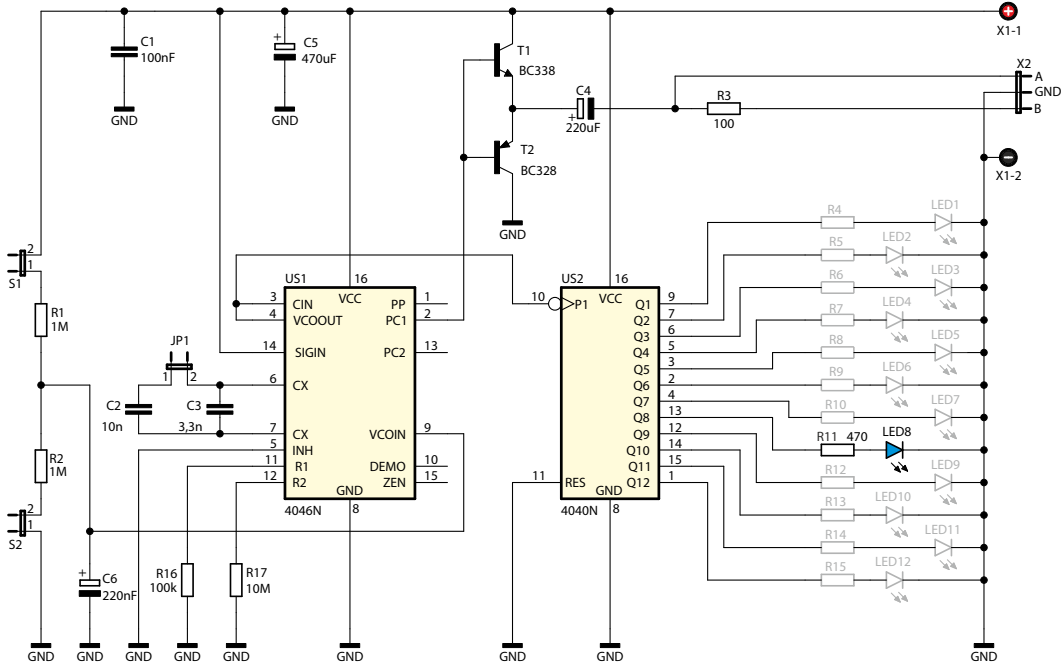 C1
100nF
GND
+
C5
470uF
GND
T1
BC338
T2
BC328
GND
C4
+
220uF
R3
100
X1-1
X2
A
GND
B
X1-2
S1
2
1
R1
1M
R2
1M
S2
2
1
GND
JP1
1
2
C2
10n
C3
3,3n
US1
16
VCC
3 CIN
4 VCOOUT
14 SIGIN
6 CX
7 CX
5 INH
11 R1
12 R2
PP 1
PC1 2
PC2 13
VCOIN 9
DEMO 10
ZEN 15
GND
4046N
8
GND
+
C6
220nF
GND
GND
R16
100k
GND
R17
10M
GND
US2
16
10 P1
VCC
11 RES
GND
4040N
8
GND
GND
Q1 9
Q2 7
Q3 6
Q4 5
Q5 3
Q6 2
Q7 4
Q8 13
Q9 12
Q10 14
Q11 15
Q12 1
R4 LED1
R5 LED2
R6 LED3
R7 LED4
R8 LED5
R9 LED6
R10 LED7
R11 470 LED8
R12 LED9
R13 LED10
R14 LED11
R15 LED12
GND